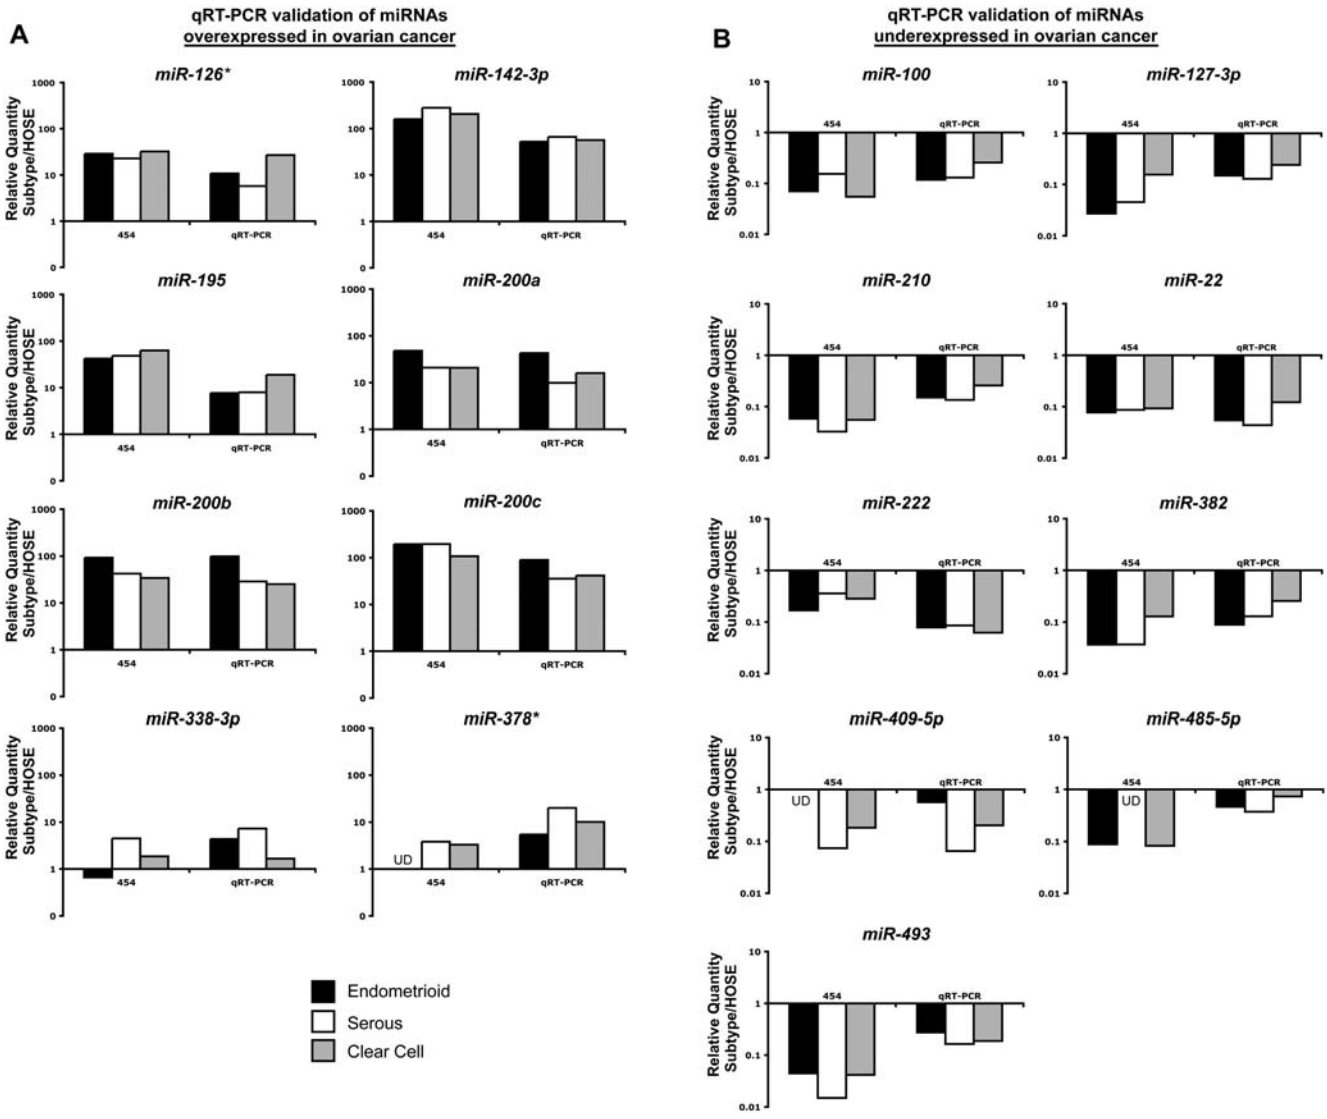 A
qRT-PCR validation of miRNAs
overexpressed in ovarian cancer
miR-126*
Relative Quantity
Subtype/HOSE
1000
100
10
1
0
454
qRT-PCR
miR-142-3p
1000
100
10
1
0
454
qRT-PCR
miR-195
Relative Quantity
Subtype/HOSE
1000
100
10
1
0
454
qRT-PCR
miR-200a
1000
100
10
1
0
454
qRT-PCR
miR-200b
Relative Quantity
Subtype/HOSE
1000
100
10
1
0
454
qRT-PCR
miR-200c
1000
100
10
1
0
454
qRT-PCR
miR-338-3p
Relative Quantity
Subtype/HOSE
1000
100
10
1
0
454
qRT-PCR
miR-378*
1000
100
10
1
0
UD
454
qRT-PCR
Endometrioid
Serous
Clear Cell
B
qRT-PCR validation of miRNAs
underexpressed in ovarian cancer
miR-100
Relative Quantity
Subtype/HOSE
10
1
0.1
0.01
454
qRT-PCR
miR-127-3p
10
1
0.1
0.01
454
qRT-PCR
miR-210
Relative Quantity
Subtype/HOSE
10
1
0.1
0.01
454
qRT-PCR
miR-22
10
1
0.1
0.01
454
qRT-PCR
miR-222
Relative Quantity
Subtype/HOSE
10
1
0.1
0.01
454
qRT-PCR
miR-382
10
1
0.1
0.01
454
qRT-PCR
miR-409-5p
Relative Quantity
Subtype/HOSE
10
1
0.1
0.01
454
qRT-PCR
UD
miR-485-5p
10
1
0.1
0.01
454
qRT-PCR
UD
miR-493
Relative Quantity
Subtype/HOSE
10
1
0.1
0.01
454
qRT-PCR